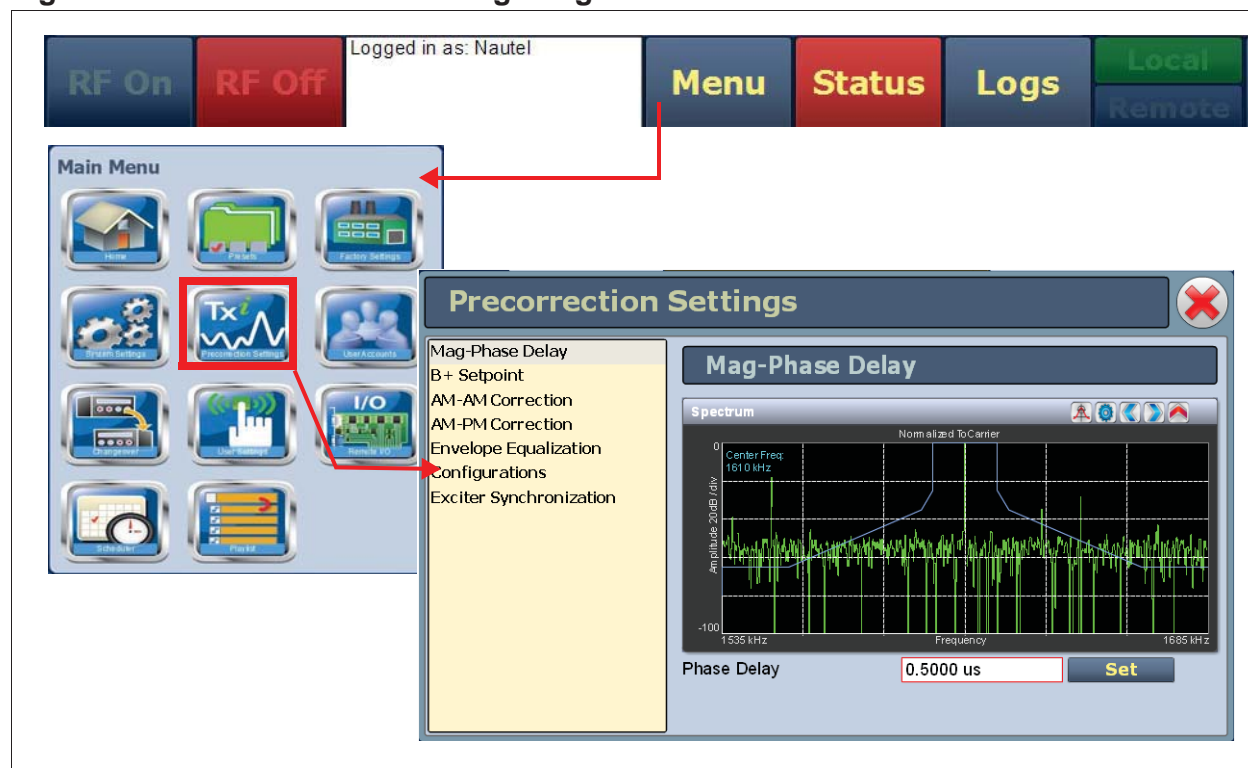 Logged in as: Nautel
RF On
RF Off
Menu
Status
Logs
Local
Remote
Main Menu
Home
Presets
Factory Settings
System Settings
Txi
Precorrection Settings
User Accounts
Changeover
User Settings
I/O
Remote I/O
Scheduler
Playlist
Precorrection Settings
Mag-Phase Delay
B+ Setpoint
AM-AM Correction
AM-PM Correction
Envelope Equalization
Configurations
Exciter Synchronization
Mag-Phase Delay
Spectrum
Normalized To Carrier
0
Center Freq:
1610 kHz
Amplitude 20dB /div
-100
1535 kHz
Frequency
1685 kHz
Phase Delay
0.5000 us
Set